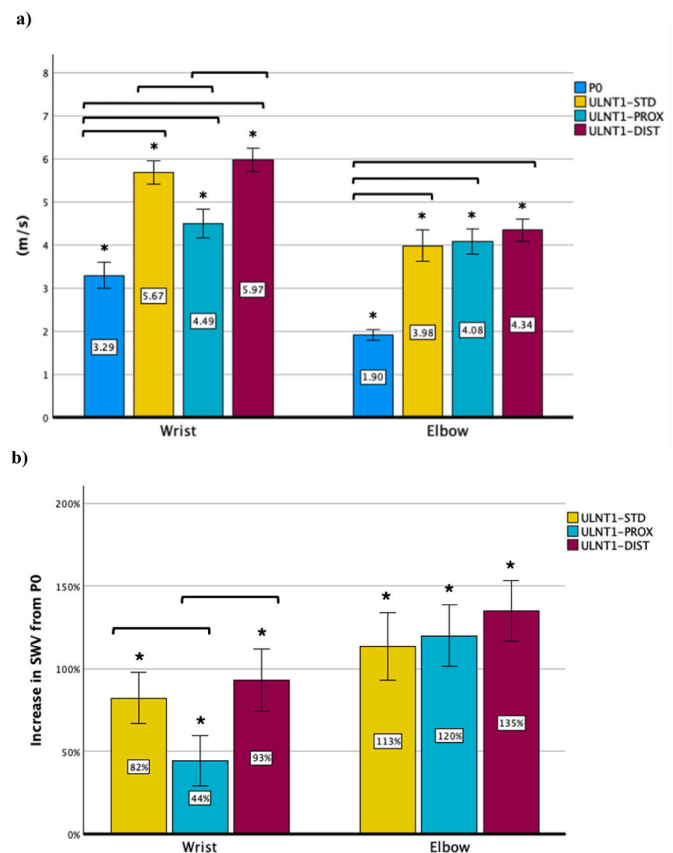 a)
8
7
6
5
4
3
2
1
0
(m/s)
P0
ULNT1-STD
ULNT1-PROX
ULNT1-DIST
* * * *
* * * *
3.29 5.67 4.49 5.97
1.90 3.98 4.08 4.34
Wrist Elbow
b)
200%
150%
100%
50%
0%
Increase in SWV from P0
ULNT1-STD
ULNT1-PROX
ULNT1-DIST
* * *
* * *
82% 44% 93%
113% 120% 135%
Wrist Elbow